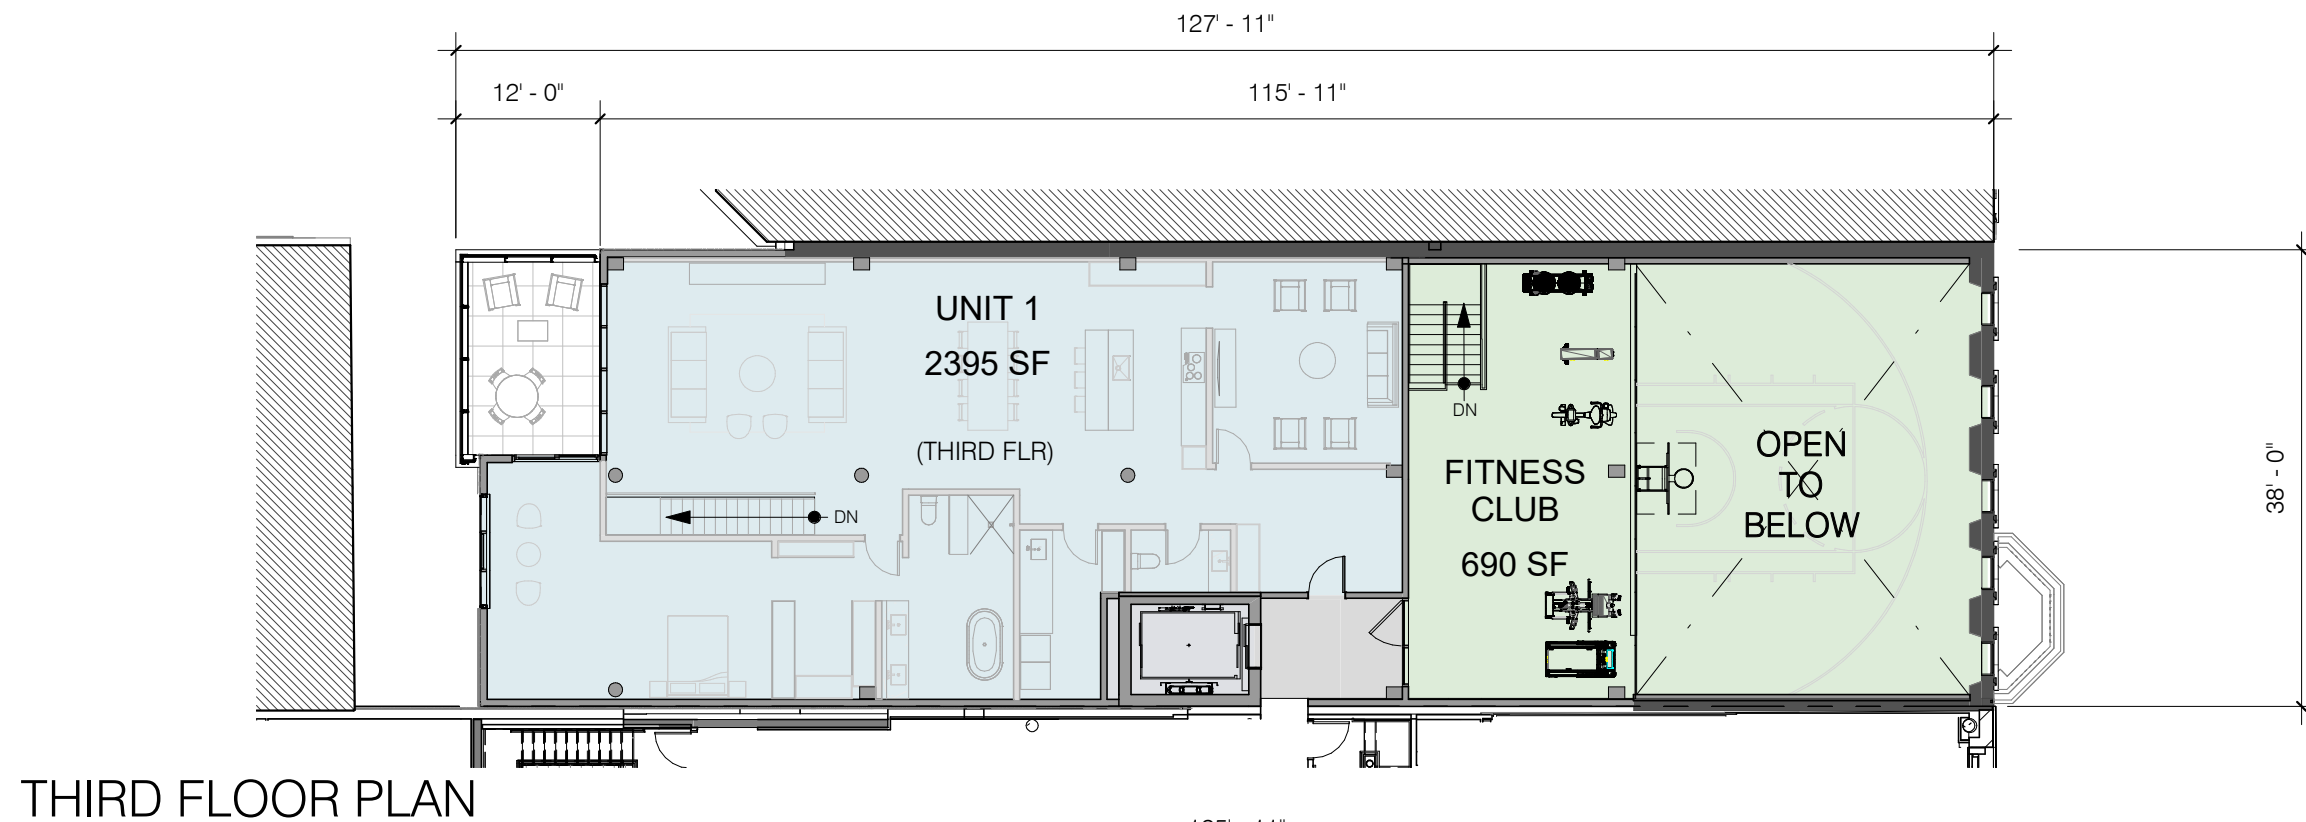 127' - 11"
12' - 0"
115' - 11"
UNIT 1
2395 SF
(THIRD FLR)
DN
DN
FITNESS
CLUB
690 SF
OPEN
TO
BELOW
38' - 0"
THIRD FLOOR PLAN